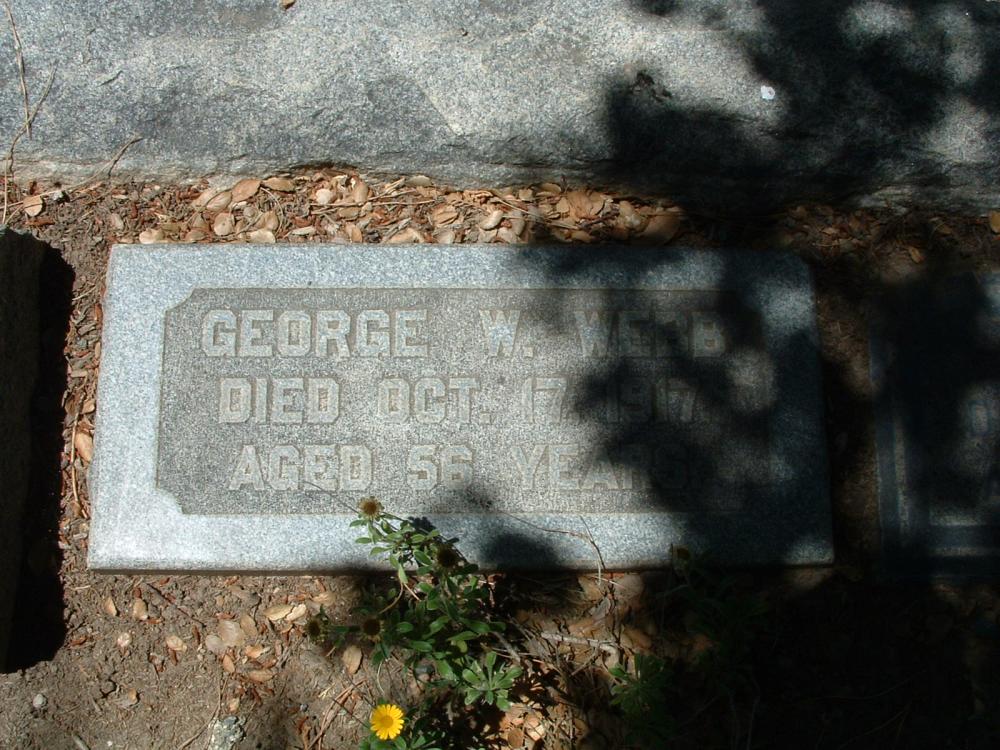 GEORGE W. WEBB
DIED OCT. 17. 1917.
AGED 56 YEARS.